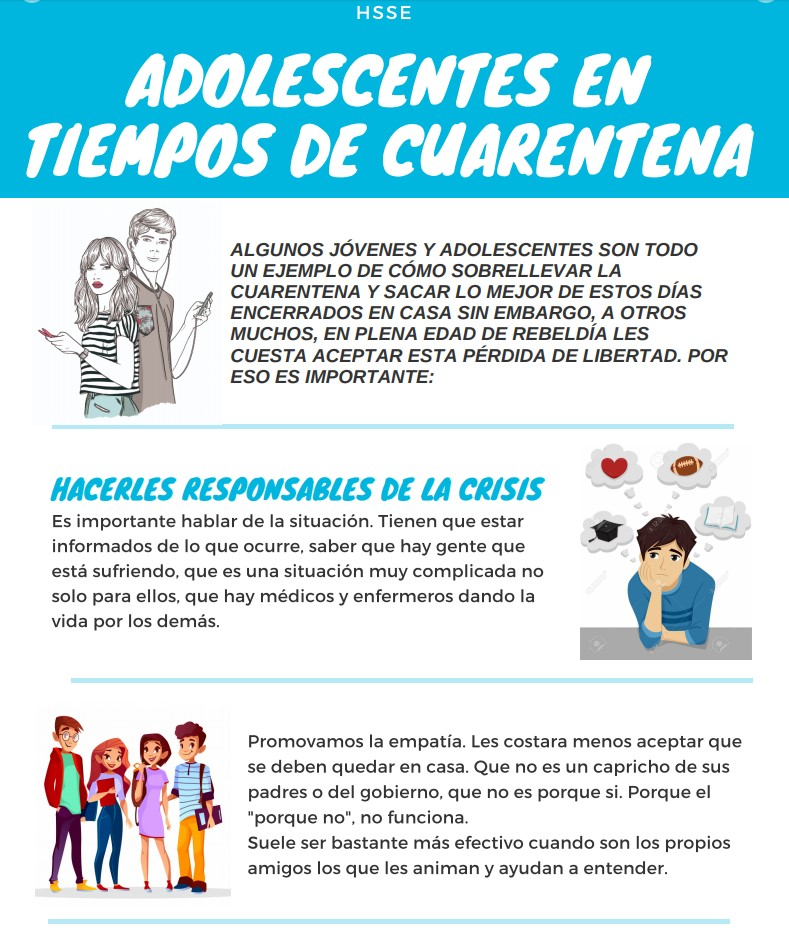 HSSE
ADOLESCENTES EN
TIEMPOS DE CUARENTENA
ALGUNOS JÓVENES Y ADOLESCENTES SON TODO
UN EJEMPLO DE CÓMO SOBRELLEVAR LA
CUARENTENA Y SACAR LO MEJOR DE ESTOS DÍAS
ENCERRADOS EN CASA SIN EMBARGO, A OTROS
MUCHOS, EN PLENA EDAD DE REBELDÍA LES
CUESTA ACEPTAR ESTA PÉRDIDA DE LIBERTAD. POR
ESO ES IMPORTANTE:
HACERLES RESPONSABLES DE LA CRISIS
Es importante hablar de la situación. Tienen que estar
informados de lo que ocurre, saber que hay gente que
está sufriendo, que es una situación muy complicada no
solo para ellos, que hay médicos y enfermeros dando la
vida por los demás.
Promovamos la empatía. Les costara menos aceptar que
se deben quedar en casa. Que no es un capricho de sus
padres o del gobierno, que no es porque si. Porque el
"porque no", no funciona.
Suele ser bastante más efectivo cuando son los propios
amigos los que les animan y ayudan a entender.